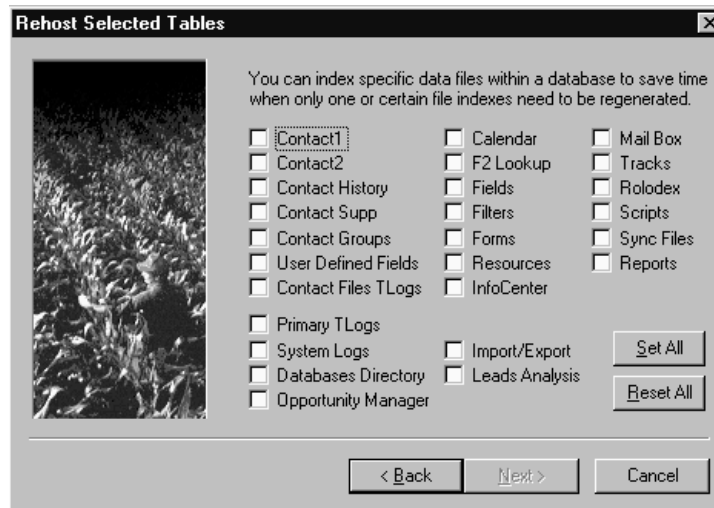 Rehost Selected Tables
You can index specific data files within a database to save time
when only one or certain file indexes need to be regenerated.
Contact1 Calendar Mail Box
Contact2 F2 Lookup Tracks
Contact History Fields Rolodex
Contact Supp Filters Scripts
Contact Groups Forms Sync Files
User Defined Fields Resources Reports
Contact Files TLogs InfoCenter
Primary TLogs
System Logs Import/Export Set All
Databases Directory Leads Analysis
Opportunity Manager Reset All
< Back Next > Cancel